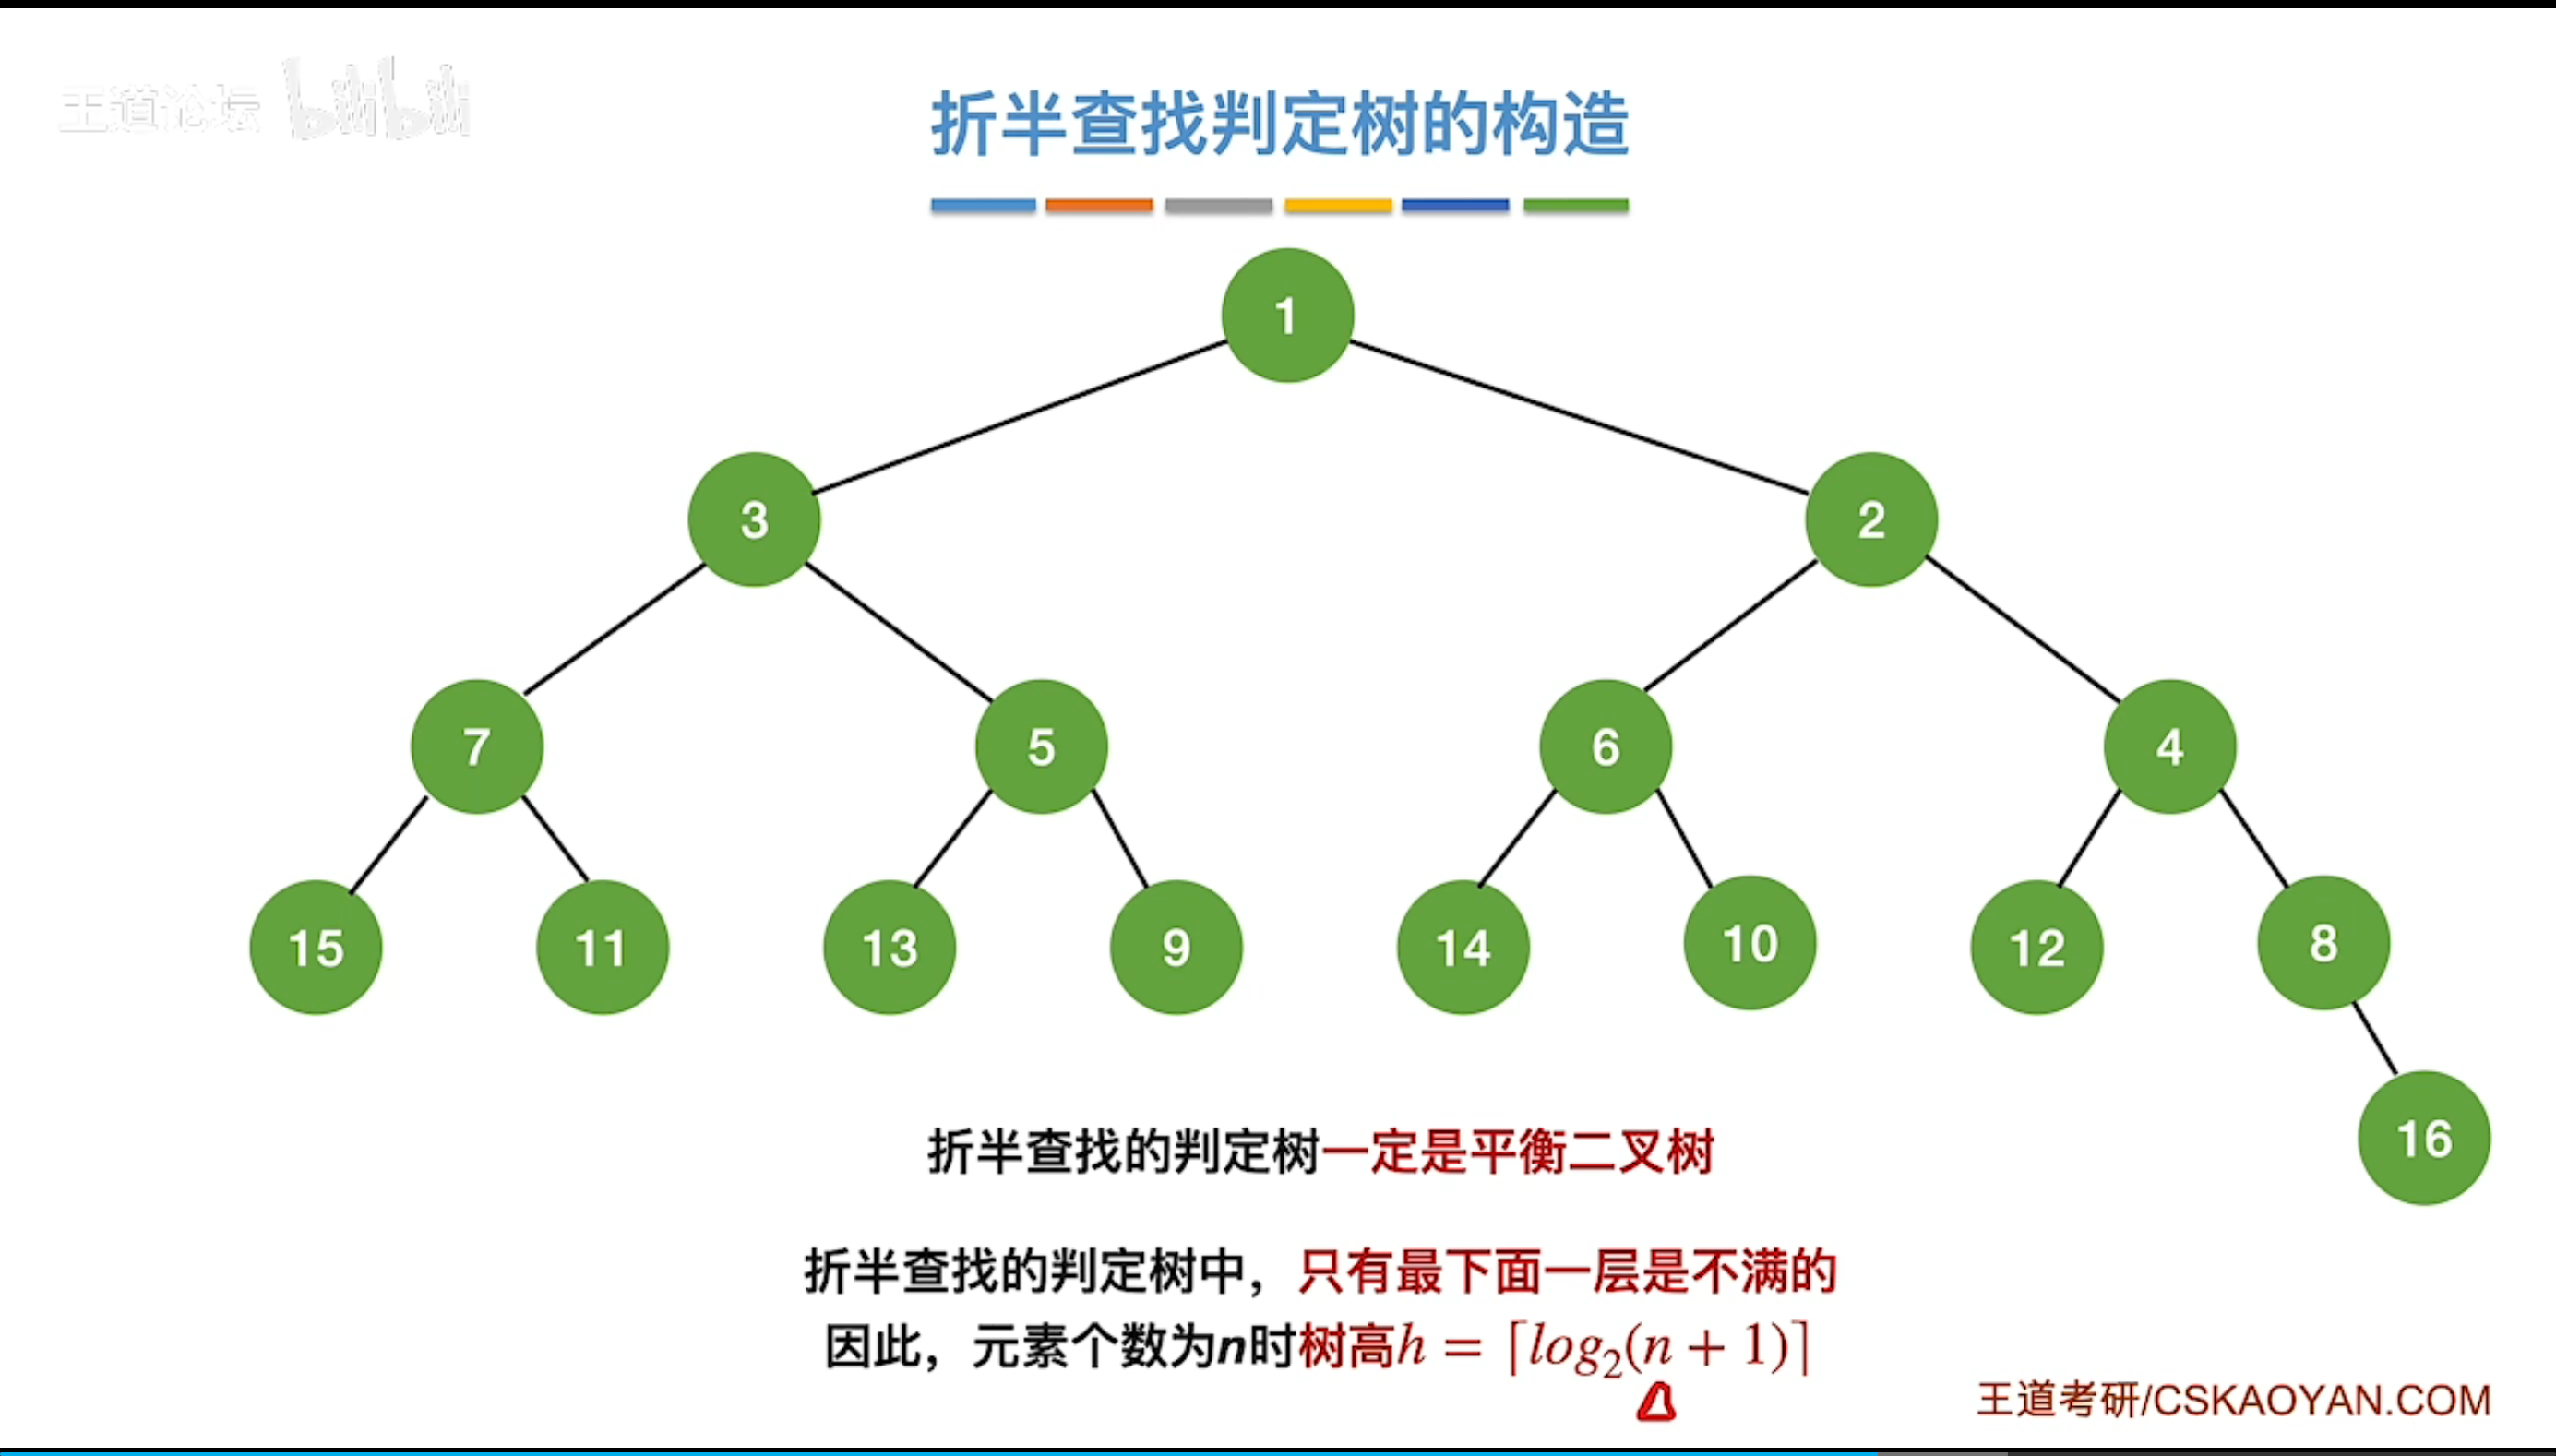 王道论坛 bilibili
折半查找判定树的构造
1
3 2
7 5 6 4
15 11 13 9 14 10 12 8
16
折半查找的判定树一定是平衡二叉树
折半查找的判定树中，只有最下面一层是不满的
因此，元素个数为n时树高h = ⌈log₂(n + 1)⌉
王道考研/CSKAOYAN.COM